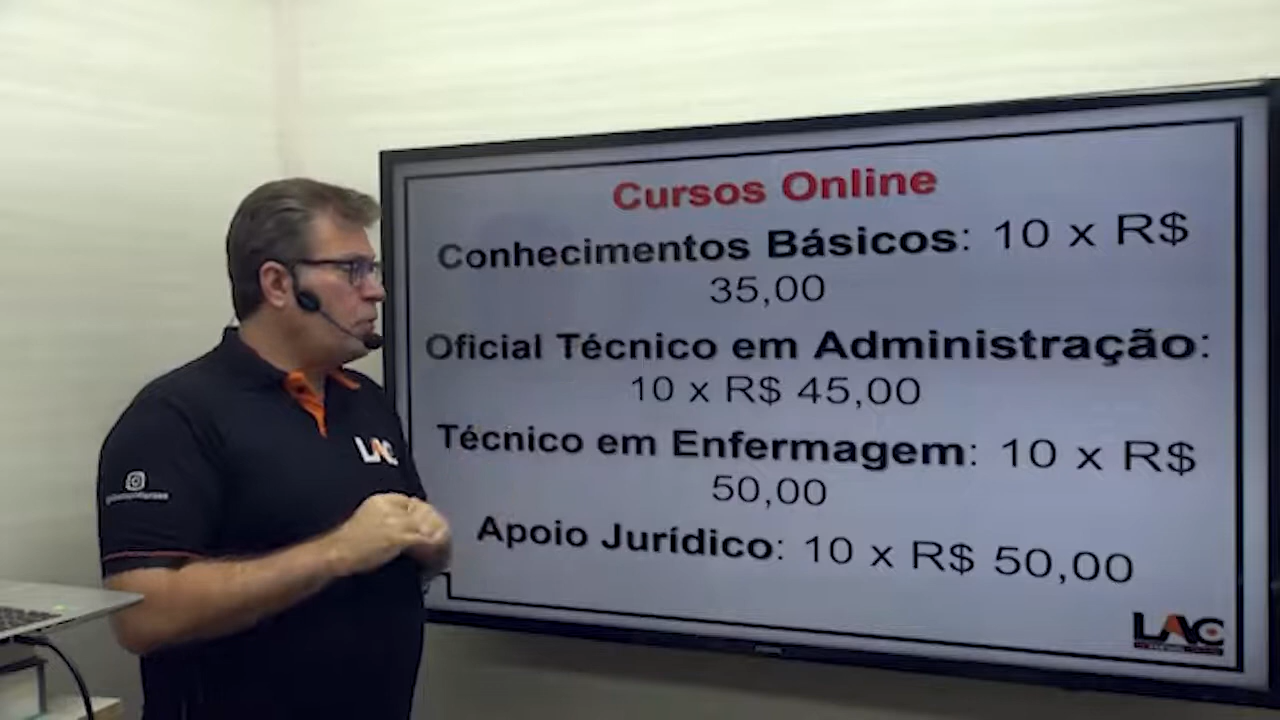 Cursos Online
Conhecimentos Básicos: 10 x R$
35,00
Oficial Técnico em Administração:
10 x R$ 45,00
Técnico em Enfermagem: 10 x R$
50,00
Apoio Jurídico: 10 x R$ 50,00
LAC
LAC